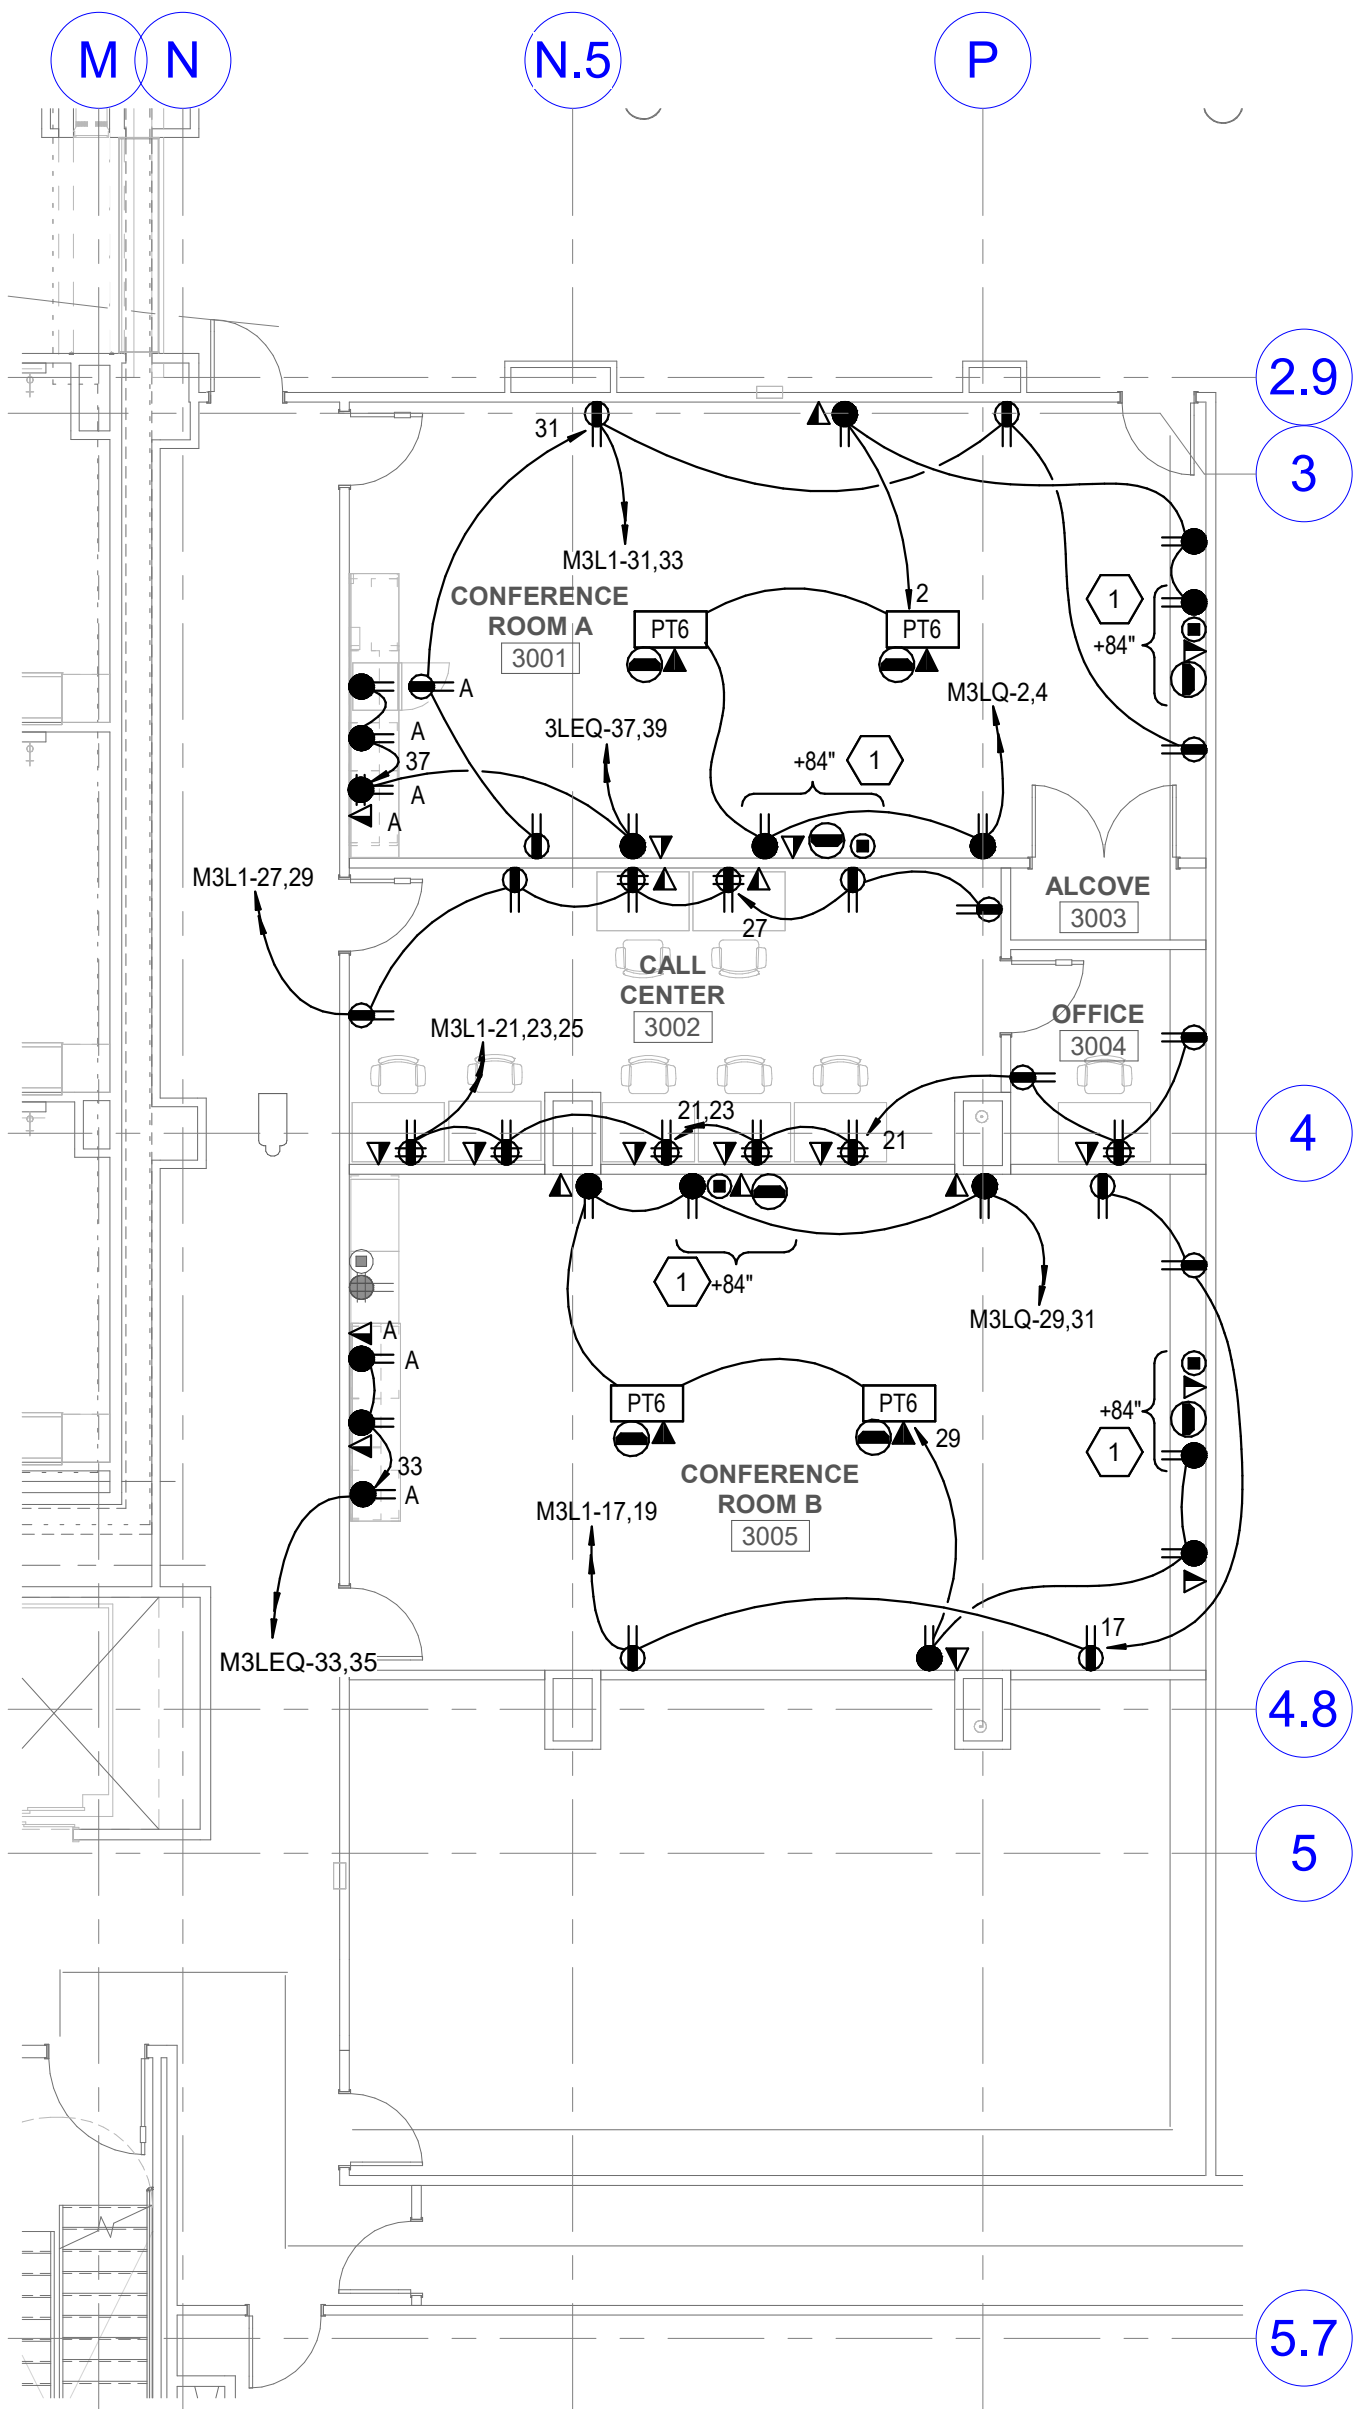 M
N
N.5
P
2.9
3
31
M3L1-31,33
CONFERENCE
ROOM A
3001
2
PT6
PT6
1
+84"
A
M3LQ-2,4
3LEQ-37,39
A
37
+84"
1
A
A
M3L1-27,29
ALCOVE
3003
27
CALL
CENTER
3002
M3L1-21,23,25
OFFICE
3004
21,23
21
4
1
+84"
M3LQ-29,31
A
A
PT6
PT6
+84"
1
29
33
A
CONFERENCE
ROOM B
3005
M3L1-17,19
17
M3LEQ-33,35
4.8
5
5.7